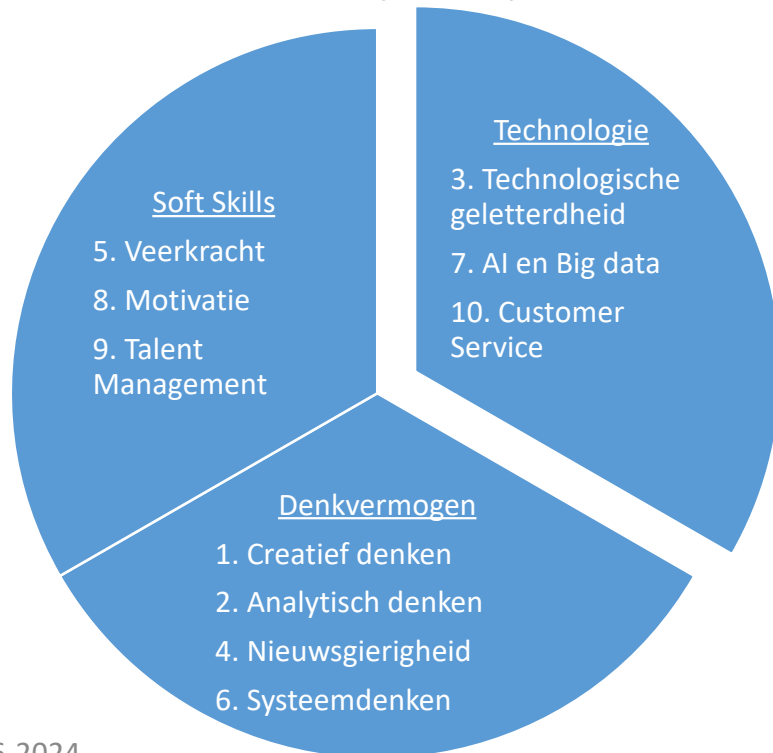 Technologie
3. Technologische
geletterdheid
7. AI en Big data
10. Customer
Service
Soft Skills
5. Veerkracht
8. Motivatie
9. Talent
Management
Denkvermogen
1. Creatief denken
2. Analytisch denken
4. Nieuwsgierigheid
6. Systeemdenken
2024